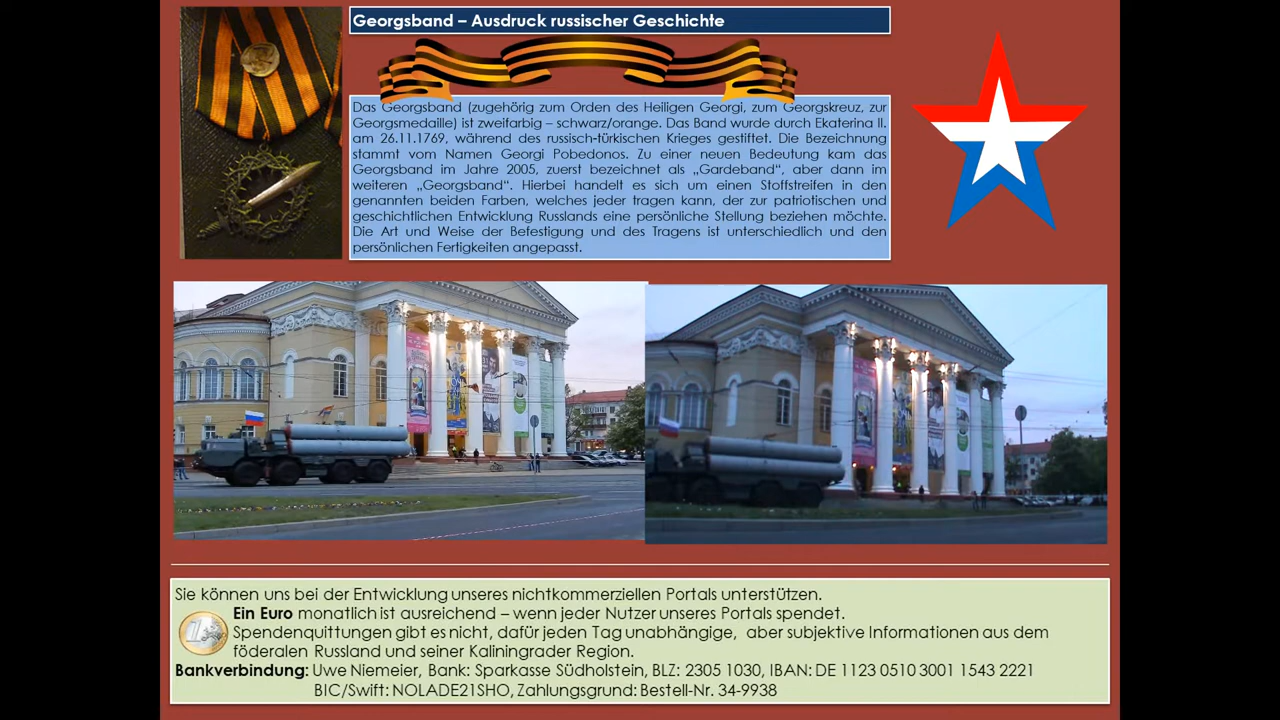 Georgsband – Ausdruck russischer Geschichte
Das Georgsband (zugehörig zum Orden des Heiligen Georgi, zum Georgskreuz, zur
Georgsmedaille) ist zweifarbig – schwarz/orange. Das Band wurde durch Ekaterina II.
am 26.11.1769, während des russisch-türkischen Krieges gestiftet. Die Bezeichnung
stammt vom Namen Georgi Pobedonos. Zu einer neuen Bedeutung kam das
Georgsband im Jahre 2005, zuerst bezeichnet als „Gardeband“, aber dann im
weiteren „Georgsband“. Hierbei handelt es sich um einen Stoffstreifen in den
genannten beiden Farben, welches jeder tragen kann, der zur patriotischen und
geschichtlichen Entwicklung Russlands eine persönliche Stellung beziehen möchte.
Die Art und Weise der Befestigung und des Tragens ist unterschiedlich und den
persönlichen Fertigkeiten angepasst.
Sie können uns bei der Entwicklung unseres nichtkommerziellen Portals unterstützen.
Ein Euro monatlich ist ausreichend – wenn jeder Nutzer unseres Portals spendet.
Spendenquittungen gibt es nicht, dafür jeden Tag unabhängige, aber subjektive Informationen aus dem
föderalen Russland und seiner Kaliningrader Region.
Bankverbindung: Uwe Niemeier, Bank: Sparkasse Südholstein, BLZ: 2305 1030, IBAN: DE 1123 0510 3001 1543 2221
BIC/Swift: NOLADE21SHO, Zahlungsgrund: Bestell-Nr. 34-9938